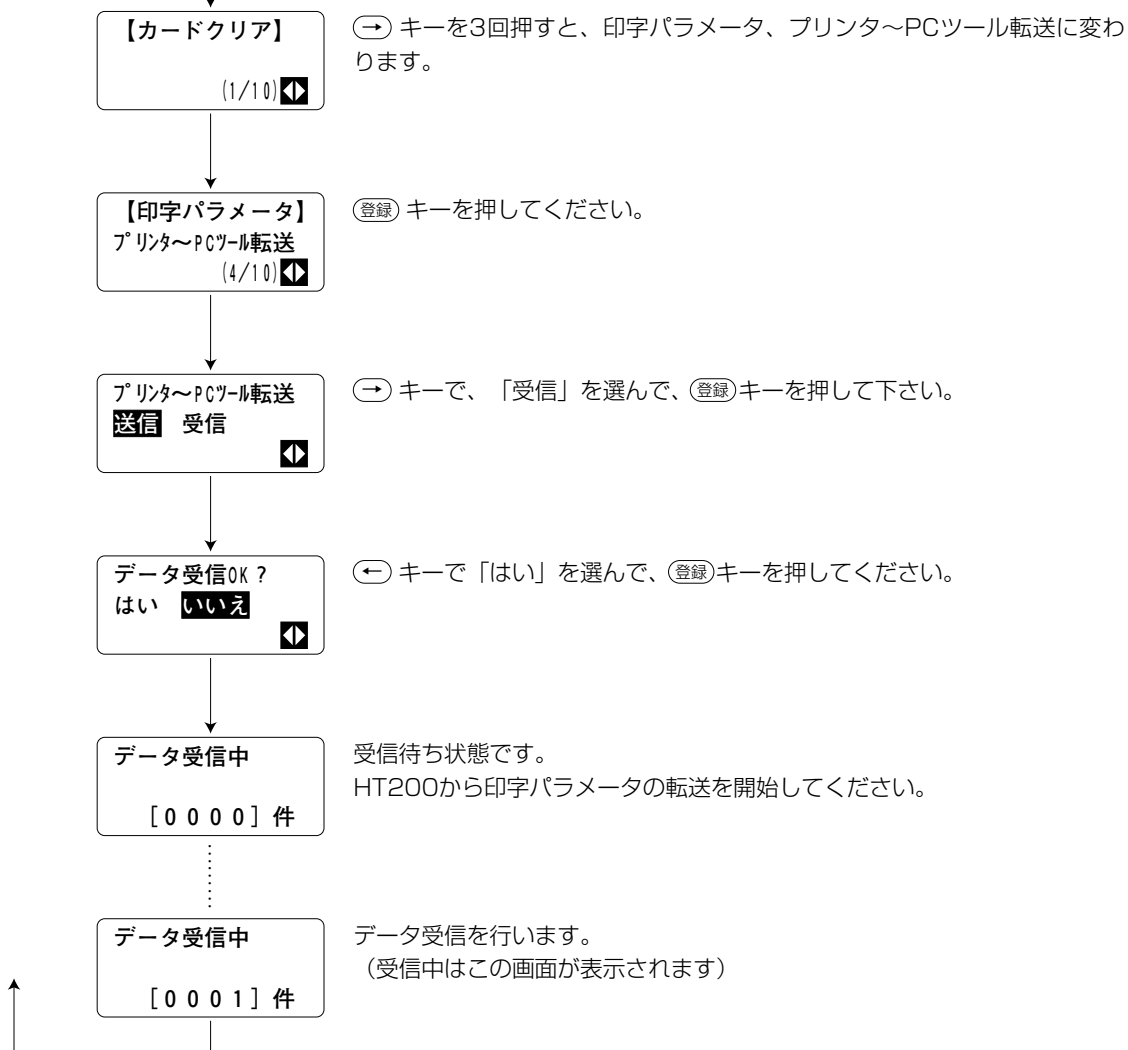 【カードクリア】
(1/10)
→ キーを3回押すと、印字パラメータ、プリンタ〜PCツール転送に変わ
ります。
【印字パラメータ】
ﾌﾟﾘﾝﾀ〜PCﾂｰﾙ転送
(4/10)
登録 キーを押してください。
ﾌﾟﾘﾝﾀ〜PCﾂｰﾙ転送
送信 受信
→ キーで、「受信」を選んで、登録キーを押して下さい。
データ受信OK？
はい いいえ
← キーで「はい」を選んで、登録キーを押してください。
データ受信中
［００００］件
受信待ち状態です。
HT200から印字パラメータの転送を開始してください。
データ受信中
［０００１］件
データ受信を行います。
（受信中はこの画面が表示されます）